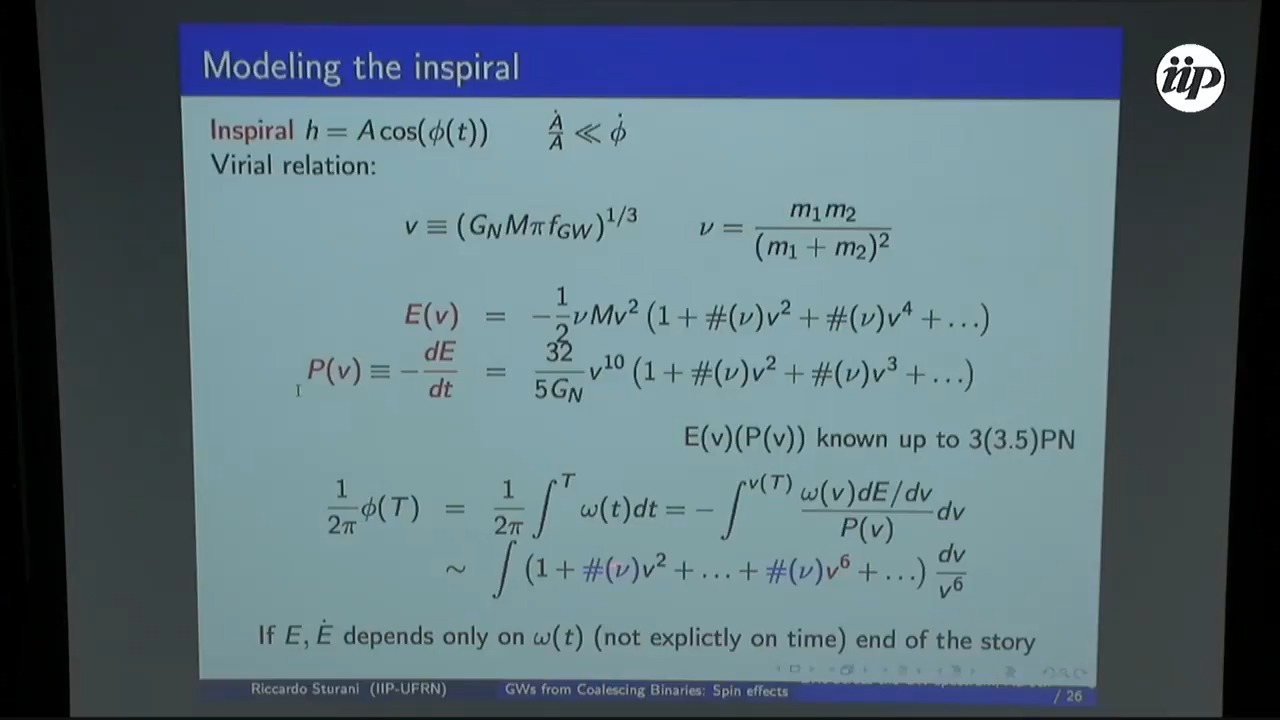 iip
Modeling the inspiral
Inspiral h = A cos(ϕ(t)) Ȧ/A ≪ ϕ̇
Virial relation:
v ≡ (G_N Mπf_GW)^{1/3} ν = m₁m₂/(m₁ + m₂)²
E(v) = −1/2 νMv² (1 + #(ν)v² + #(ν)v⁴ + …)
P(v) ≡ −dE/dt = 32/5G_N v¹⁰ (1 + #(ν)v² + #(ν)v³ + …)
E(v)(P(v)) known up to 3(3.5)PN
1/2π ϕ(T) = 1/2π ∫^T ω(t)dt = −∫^{v(T)} ω(v)dE/dv / P(v) dv
∼ ∫ (1 + #(ν)v² + … + #(ν)v⁶ + …) dv/v⁶
If E, Ė depends only on ω(t) (not explictly on time) end of the story
Riccardo Sturani (IIP-UFRN) GWs from Coalescing Binaries: Spin effects / 26